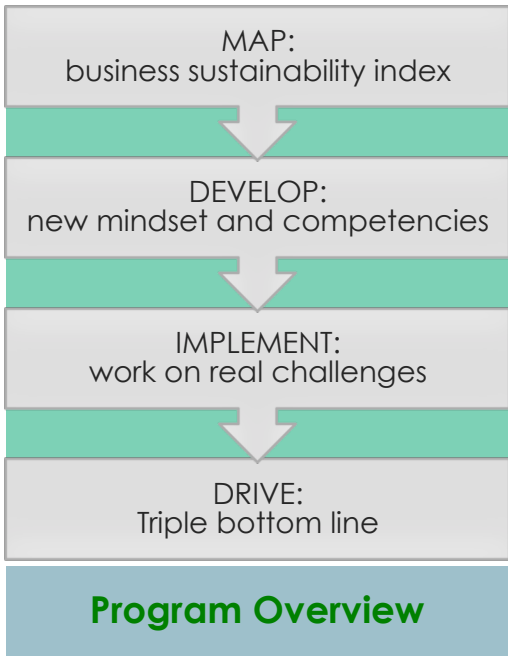 MAP:
business sustainability index
DEVELOP:
new mindset and competencies
IMPLEMENT:
work on real challenges
DRIVE:
Triple bottom line
Program Overview